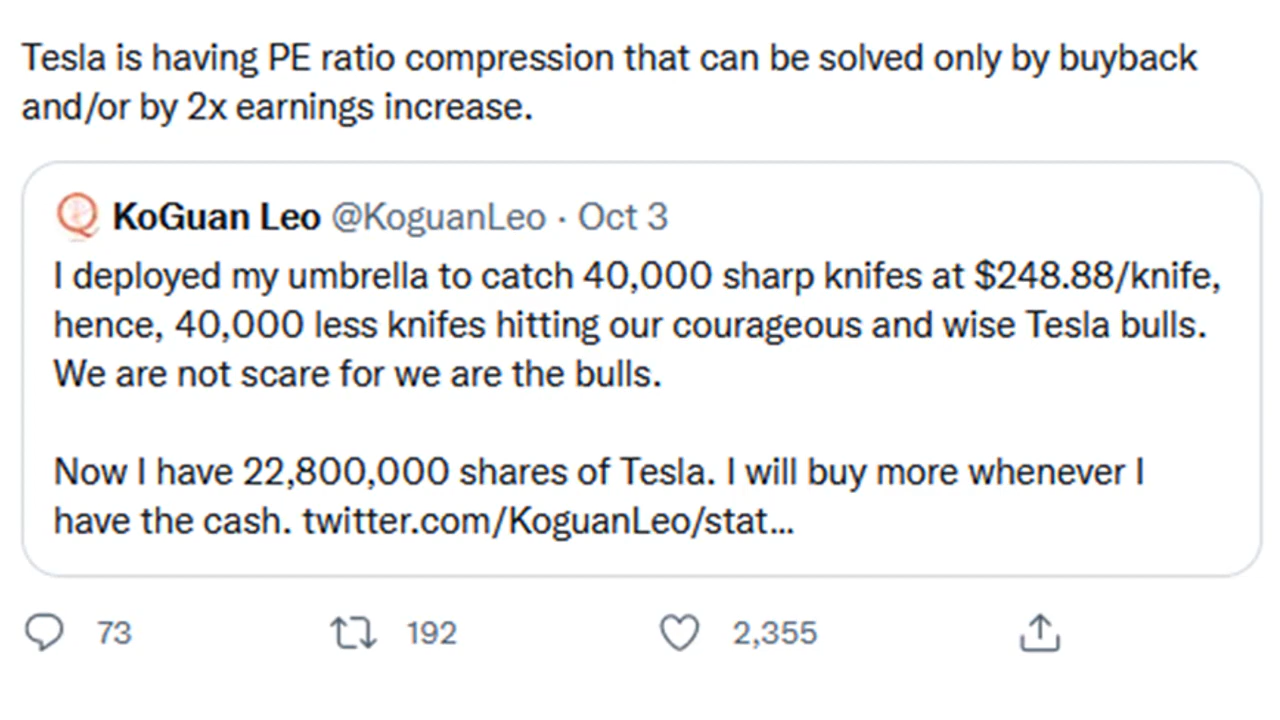 Tesla is having PE ratio compression that can be solved only by buyback
and/or by 2x earnings increase.
KoGuan Leo @KoguanLeo · Oct 3
I deployed my umbrella to catch 40,000 sharp knifes at $248.88/knife,
hence, 40,000 less knifes hitting our courageous and wise Tesla bulls.
We are not scare for we are the bulls.
Now I have 22,800,000 shares of Tesla. I will buy more whenever I
have the cash. twitter.com/KoguanLeo/stat...
73 192 2,355